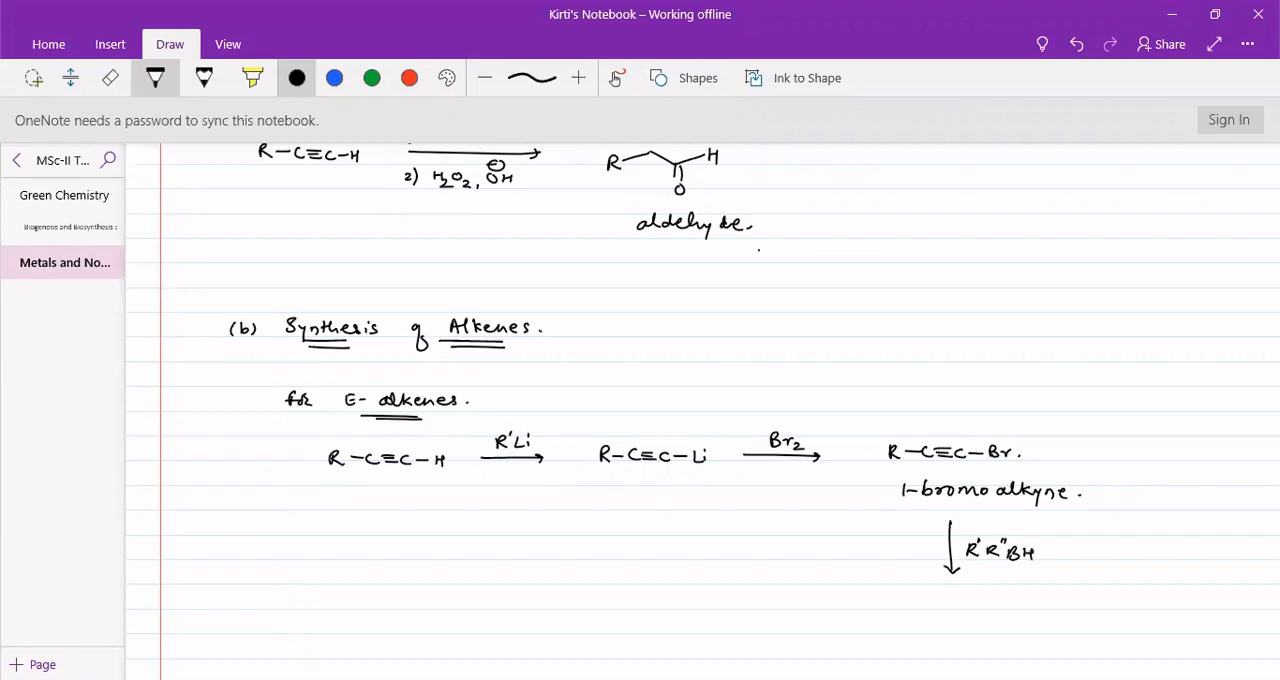 Kirti's Notebook – Working offline
Home Insert Draw View Share
Shapes Ink to Shape
OneNote needs a password to sync this notebook. Sign In
MSc-II T...
Green Chemistry
Biogenesis and Biosynthesis
Metals and No...
R-C≡C-H
2) H₂O₂, ⊖OH
R H
O
aldehyde.
(b) Synthesis of Alkenes.
for E-alkenes.
R-C≡C-H R'Li R-C≡C-Li Br₂ R-C≡C-Br.
1-bromoalkyne.
R'R"BH
+ Page